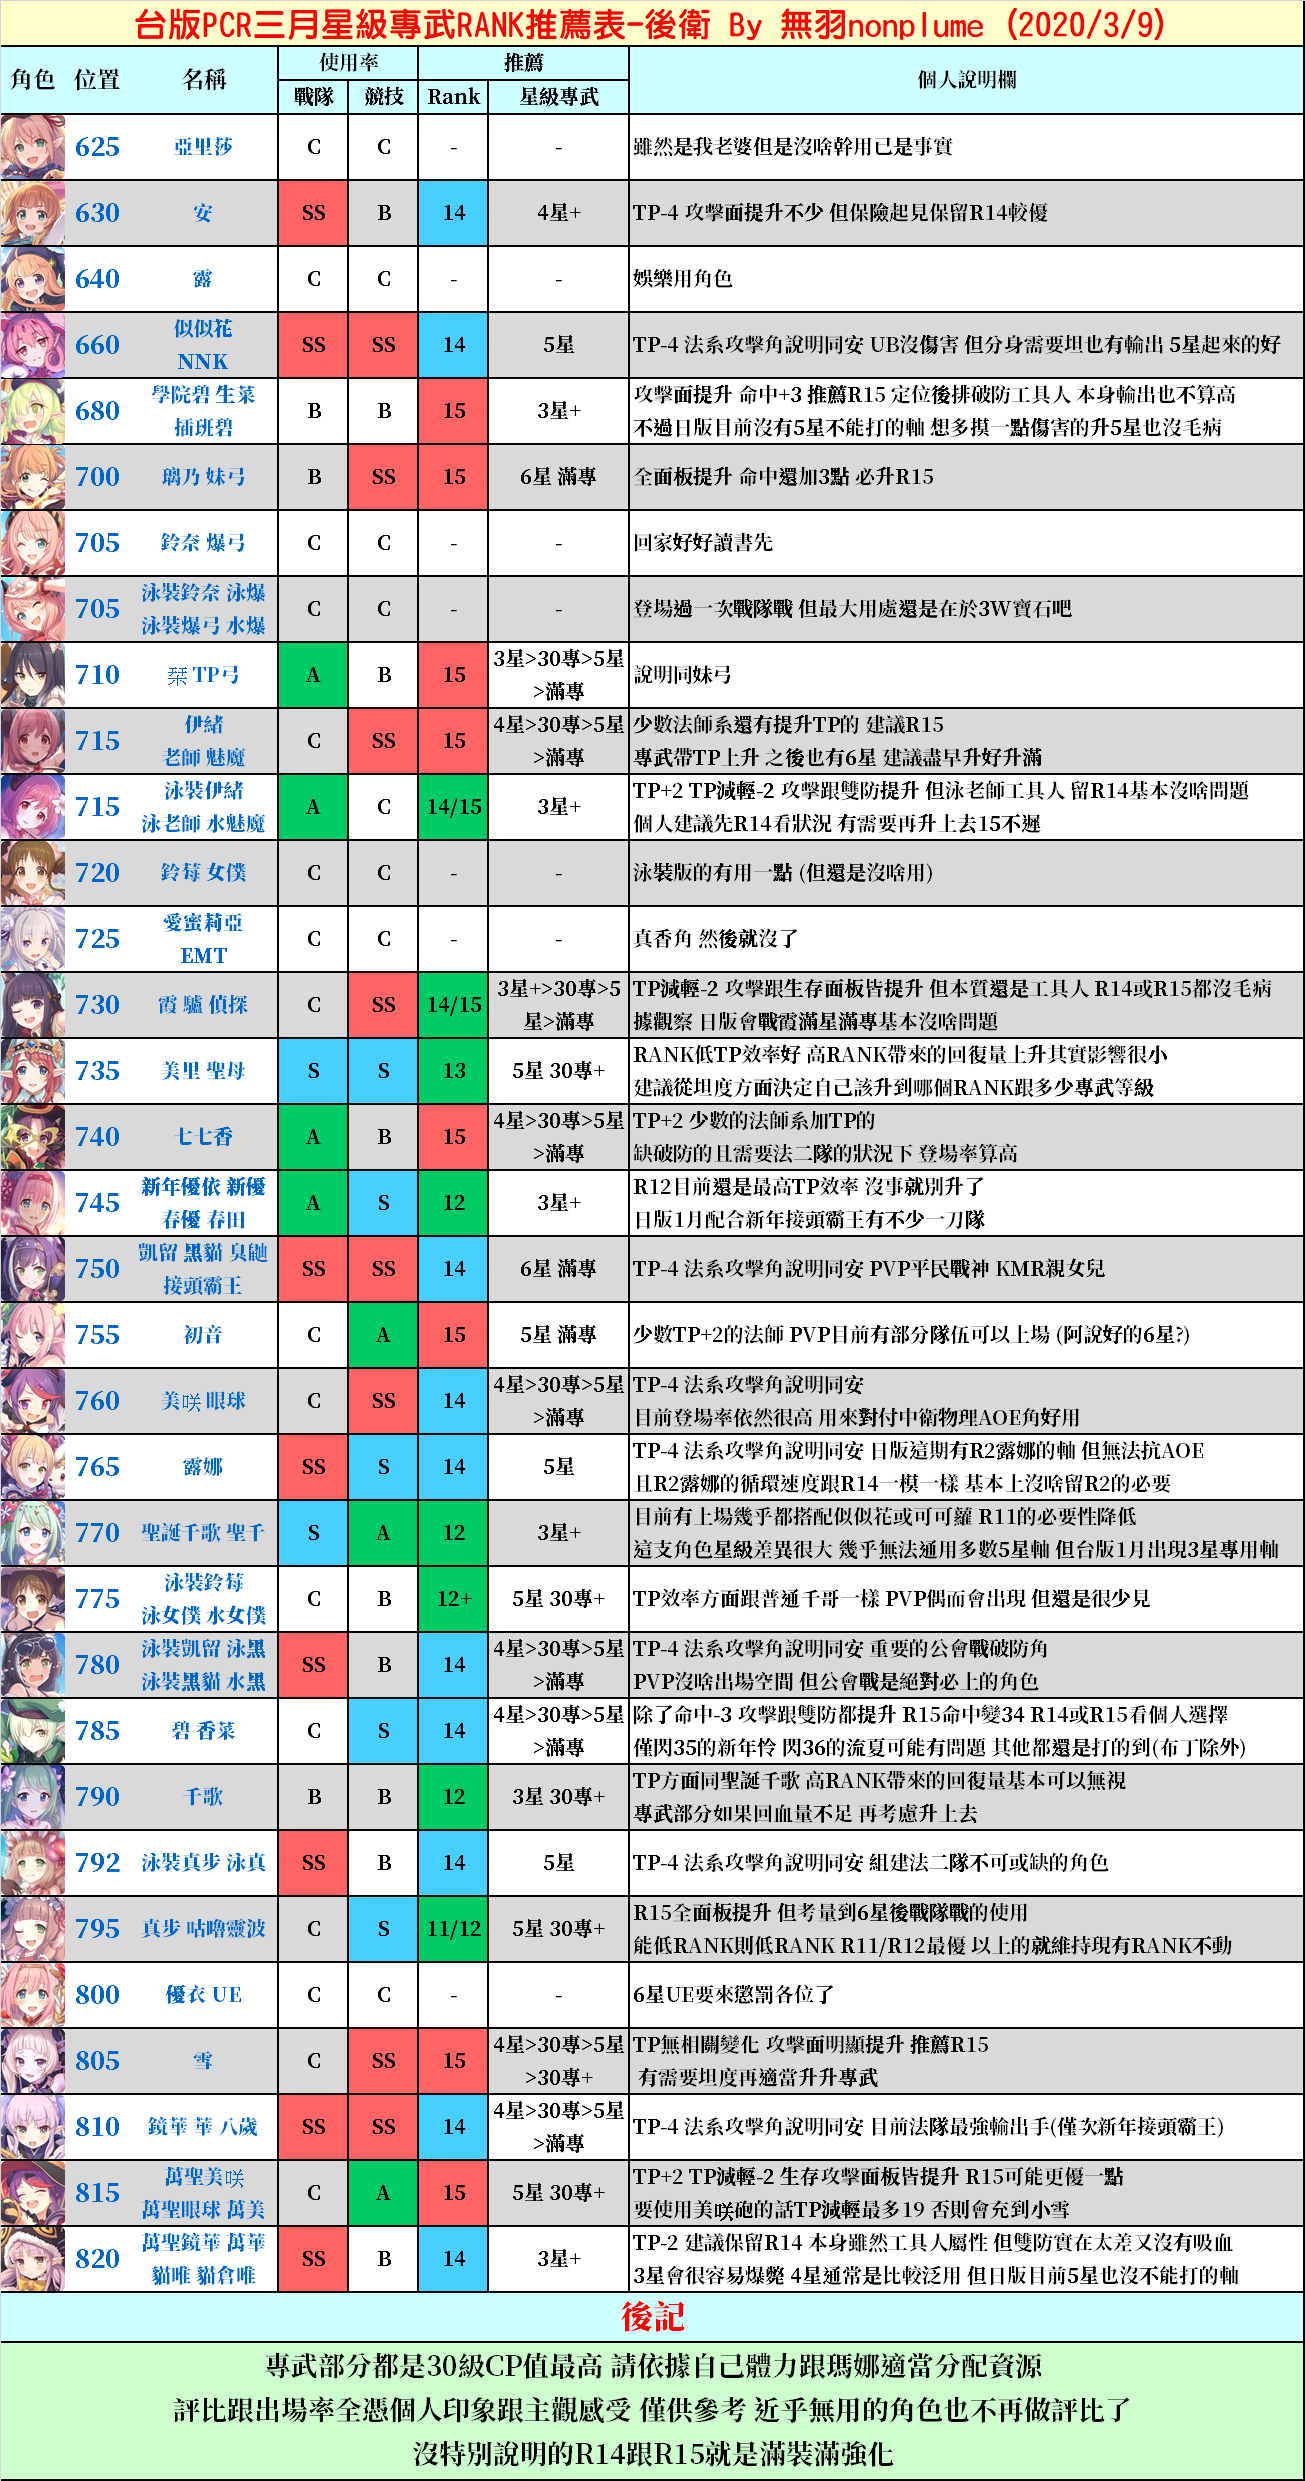 台版PCR三月星級專武RANK推薦表-後衛 By 無羽nonplume (2020/3/9)
角色 位置 名稱 使用率 推薦 個人說明欄
戰隊 競技 Rank 星級專武
625 亞里莎 C C - - 雖然是我老婆但是沒啥幹用已是事實
630 安 SS B 14 4星+ TP-4 攻擊面提升不少 但保險起見保留R14較優
640 露 C C - - 娛樂用角色
660 似似花
NNK SS SS 14 5星 TP-4 法系攻擊角說明同安 UB沒傷害 但分身需要坦也有輸出 5星起來的好
680 學院碧 生菜
插班碧 B B 15 3星+ 攻擊面提升 命中+3 推薦R15 定位後排破防工具人 本身輸出也不算高
不過日版目前沒有5星不能打的軸 想多摸一點傷害的升5星也沒毛病
700 璃乃 妹弓 B SS 15 6星 滿專 全面板提升 命中還加3點 必升R15
705 鈴奈 爆弓 C C - - 回家好好讀書先
705 泳裝鈴奈 泳爆
泳裝爆弓 水爆 C C - - 登場過一次戰隊戰 但最大用處還是在於3W寶石吧
710 栞 TP弓 A B 15 3星>30專>5星
>滿專 說明同妹弓
715 伊緒
老師 魅魔 C SS 15 4星>30專>5星
>滿專 少數法師系還有提升TP的 建議R15
專武帶TP上升 之後也有6星 建議盡早升好升滿
715 泳裝伊緒
泳老師 水魅魔 A C 14/15 3星+ TP+2 TP減輕-2 攻擊跟雙防提升 但泳老師工具人 留R14基本沒啥問題
個人建議先R14看狀況 有需要再升上去15不遲
720 鈴莓 女僕 C C - - 泳裝版的有用一點 (但還是沒啥用)
725 愛蜜莉亞
EMT C C - - 真香角 然後就沒了
730 霞 驢 偵探 C SS 14/15 3星+>30專>5
星>滿專 TP減輕-2 攻擊跟生存面板皆提升 但本質還是工具人 R14或R15都沒毛病
據觀察 日版會戰霞滿星滿專基本沒啥問題
735 美里 聖母 S S 13 5星 30專+ RANK低TP效率好 高RANK帶來的回復量上升其實影響很小
建議從坦度方面決定自己該升到哪個RANK跟多少專武等級
740 七七香 A B 15 4星>30專>5星
>滿專 TP+2 少數的法師系加TP的
缺破防的且需要法二隊的狀況下 登場率算高
745 新年優依 新優
春優 春田 A S 12 3星+ R12目前還是最高TP效率 沒事就別升了
日版1月配合新年接頭霸王有不少一刀隊
750 凱留 黑貓 臭鼬
接頭霸王 SS SS 14 6星 滿專 TP-4 法系攻擊角說明同安 PVP平民戰神 KMR親女兒
755 初音 C A 15 5星 滿專 少數TP+2的法師 PVP目前有部分隊伍可以上場 (阿說好的6星?)
760 美咲 眼球 C SS 14 4星>30專>5星
>滿專 TP-4 法系攻擊角說明同安
目前登場率依然很高 用來對付中衛物理AOE角好用
765 露娜 SS S 14 5星 TP-4 法系攻擊角說明同安 日版這期有R2露娜的軸 但無法抗AOE
且R2露娜的循環速度跟R14一模一樣 基本上沒啥留R2的必要
770 聖誕千歌 聖千 S A 12 3星+ 目前有上場幾乎都搭配似似花或可可蘿 R11的必要性降低
這支角色星級差異很大 幾乎無法通用多數5星軸 但台版1月出現3星專用軸
775 泳裝鈴莓
泳女僕 水女僕 C B 12+ 5星 30專+ TP效率方面跟普通千哥一樣 PVP偶而會出現 但還是很少見
780 泳裝凱留 泳黑
泳裝黑貓 水黑 SS B 14 4星>30專>5星
>滿專 TP-4 法系攻擊角說明同安 重要的公會戰破防角
PVP沒啥出場空間 但公會戰是絕對必上的角色
785 碧 香菜 C S 14 4星>30專>5星
>滿專 除了命中-3 攻擊跟雙防都提升 R15命中變34 R14或R15看個人選擇
僅閃35的新年怜 閃36的流夏可能有問題 其他都還是打的到(布丁除外)
790 千歌 B B 12 3星 30專+ TP方面同聖誕千歌 高RANK帶來的回復量基本可以無視
專武部分如果回血量不足 再考慮升上去
792 泳裝真步 泳真 SS B 14 5星 TP-4 法系攻擊角說明同安 組建法二隊不可或缺的角色
795 真步 咕嚕靈波 C S 11/12 5星 30專+ R15全面板提升 但考量到6星後戰隊戰的使用
能低RANK則低RANK R11/R12最優 以上的就維持現有RANK不動
800 優衣 UE C C - - 6星UE要來懲罰各位了
805 雪 C SS 15 4星>30專>5星
>30專+ TP無相關變化 攻擊面明顯提升 推薦R15
有需要坦度再適當升升專武
810 鏡華 華 八歲 SS SS 14 4星>30專>5星
>滿專 TP-4 法系攻擊角說明同安 目前法隊最強輸出手(僅次新年接頭霸王)
815 萬聖美咲
萬聖眼球 萬美 C A 15 5星 30專+ TP+2 TP減輕-2 生存攻擊面板皆提升 R15可能更優一點
要使用美咲砲的話TP減輕最多19 否則會充到小雪
820 萬聖鏡華 萬華
貓唯 貓倉唯 SS B 14 3星+ TP-2 建議保留R14 本身雖然工具人屬性 但雙防實在太差又沒有吸血
3星會很容易爆斃 4星通常是比較泛用 但日版目前5星也沒不能打的軸
後記
專武部分都是30級CP值最高 請依據自己體力跟瑪娜適當分配資源
評比跟出場率全憑個人印象跟主觀感受 僅供參考 近乎無用的角色也不再做評比了
沒特別說明的R14跟R15就是滿裝滿強化